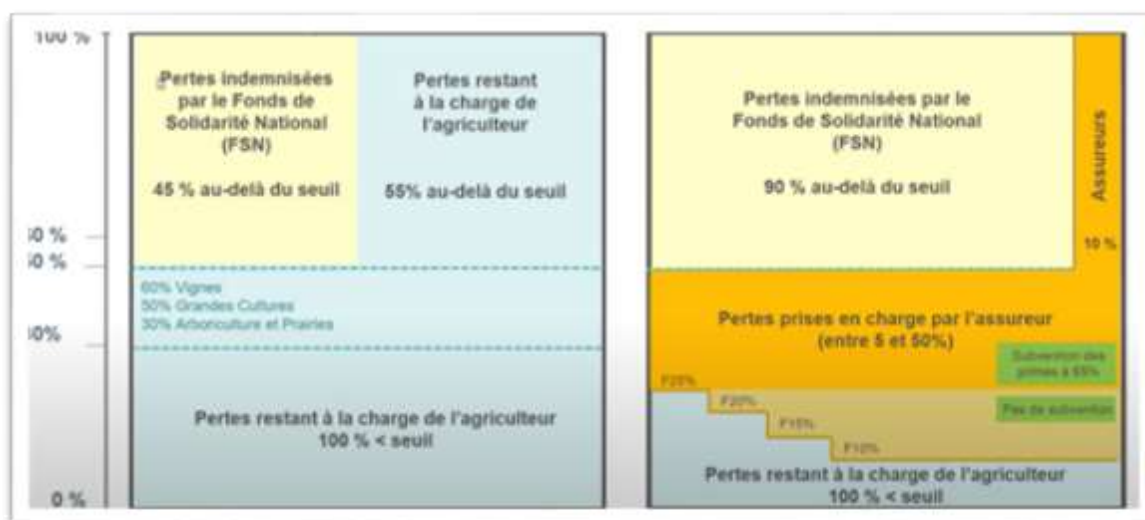 100 %
Pertes indemnisées
par le Fonds de
Solidarité National
(FSN)
45 % au-delà du seuil
Pertes restant
à la charge de
l'agriculteur
55% au-delà du seuil
60% Vignes
50% Grandes Cultures
30% Arboriculture et Prairies
Pertes restant à la charge de l'agriculteur
100 % < seuil
0 %
Pertes indemnisées par le
Fonds de Solidarité National
(FSN)
90 % au-delà du seuil
Assureurs
10 %
Pertes prises en charge par l'assureur
(entre 5 et 50%)
Subvention des
primes à 65%
Pas de subvention
F25%
F20%
F15%
F10%
Pertes restant à la charge de l'agriculteur
100 % < seuil